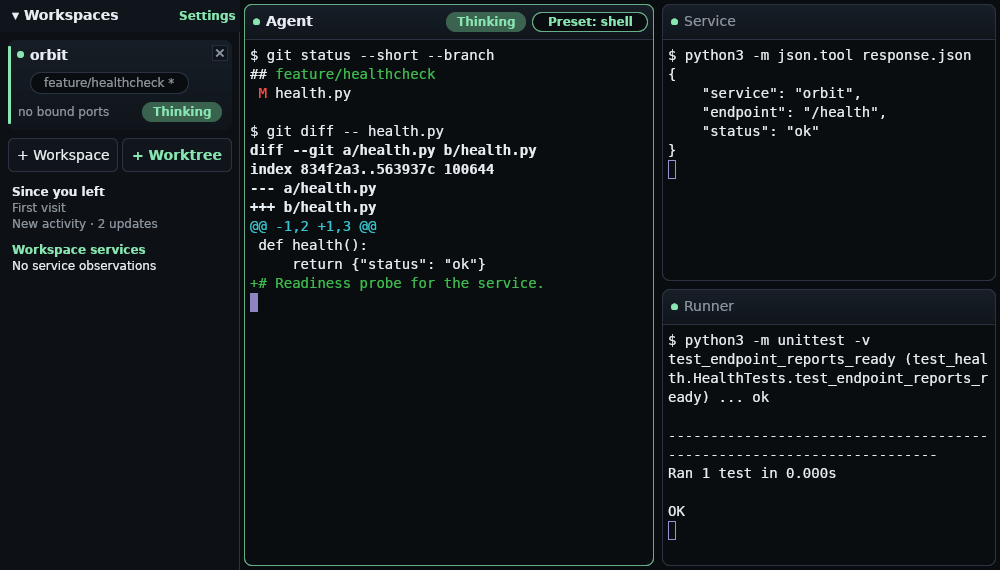 ▾ Workspaces
Settings
orbit
×
feature/healthcheck *
no bound ports
Thinking
+ Workspace
+ Worktree
Since you left
First visit
New activity · 2 updates
Workspace services
No service observations
Agent
Thinking
Preset: shell
$ git status --short --branch
## feature/healthcheck
 M health.py
$ git diff -- health.py
diff --git a/health.py b/health.py
index 834f2a3..563937c 100644
--- a/health.py
+++ b/health.py
@@ -1,2 +1,3 @@
 def health():
     return {"status": "ok"}
+# Readiness probe for the service.
Service
$ python3 -m json.tool response.json
{
    "service": "orbit",
    "endpoint": "/health",
    "status": "ok"
}
Runner
$ python3 -m unittest -v
test_endpoint_reports_ready (test_heal
th.HealthTests.test_endpoint_reports_r
eady) ... ok
--------------------------------------
--------------------------------
Ran 1 test in 0.000s
OK